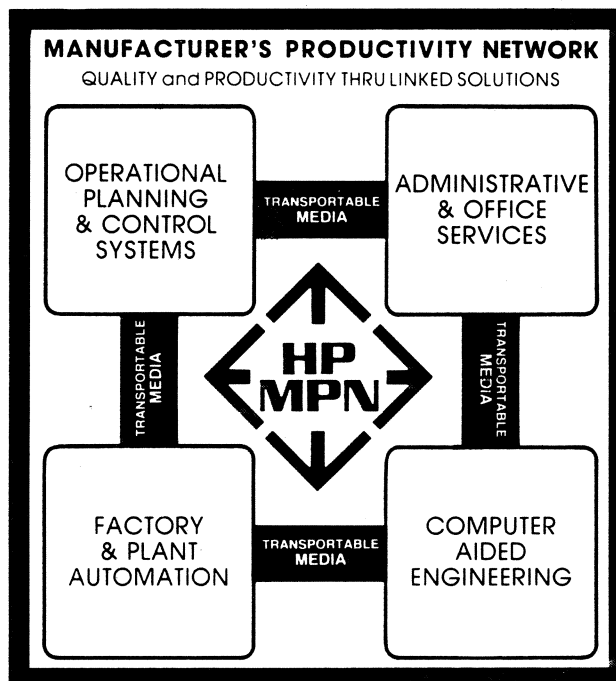 MANUFACTURER'S PRODUCTIVITY NETWORK
QUALITY and PRODUCTIVITY THRU LINKED SOLUTIONS
OPERATIONAL
PLANNING
& CONTROL
SYSTEMS
TRANSPORTABLE
MEDIA
ADMINISTRATIVE
& OFFICE
SERVICES
TRANSPORTABLE
MEDIA
HP
MPN
TRANSPORTABLE
MEDIA
FACTORY
& PLANT
AUTOMATION
TRANSPORTABLE
MEDIA
COMPUTER
AIDED
ENGINEERING